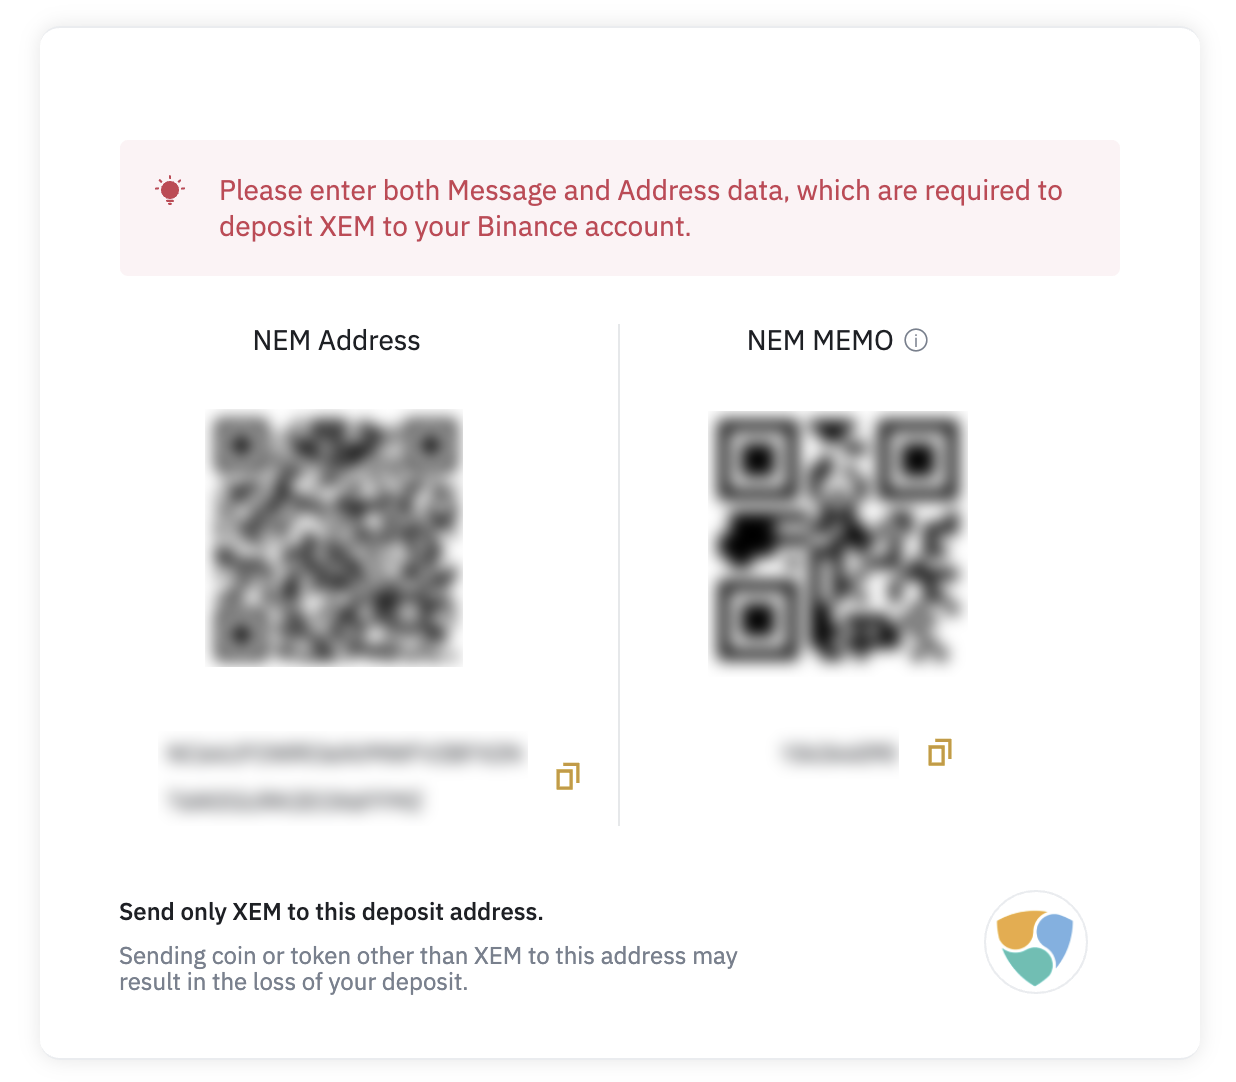 Please enter both Message and Address data, which are required to
deposit XEM to your Binance account.
NEM Address
NEM MEMO
Send only XEM to this deposit address.
Sending coin or token other than XEM to this address may
result in the loss of your deposit.